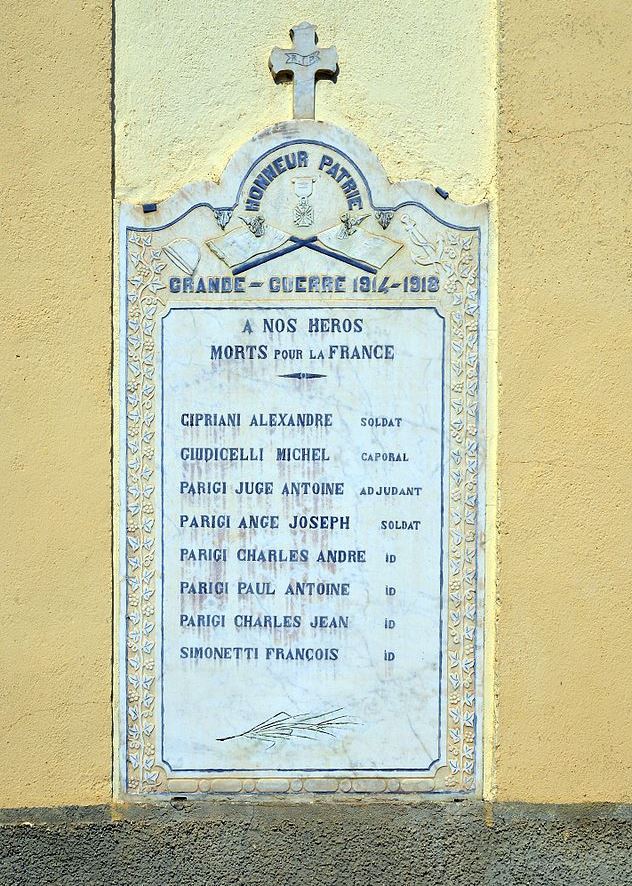 R I P
HONNEUR PATRIE
GRANDE-GUERRE 1914-1918
A NOS HEROS
MORTS POUR LA FRANCE
CIPRIANI ALEXANDRE SOLDAT
GIUDICELLI MICHEL CAPORAL
PARIGI JUGE ANTOINE ADJUDANT
PARIGI ANGE JOSEPH SOLDAT
PARIGI CHARLES ANDRE ID
PARIGI PAUL ANTOINE ID
PARIGI CHARLES JEAN ID
SIMONETTI FRANÇOIS ID